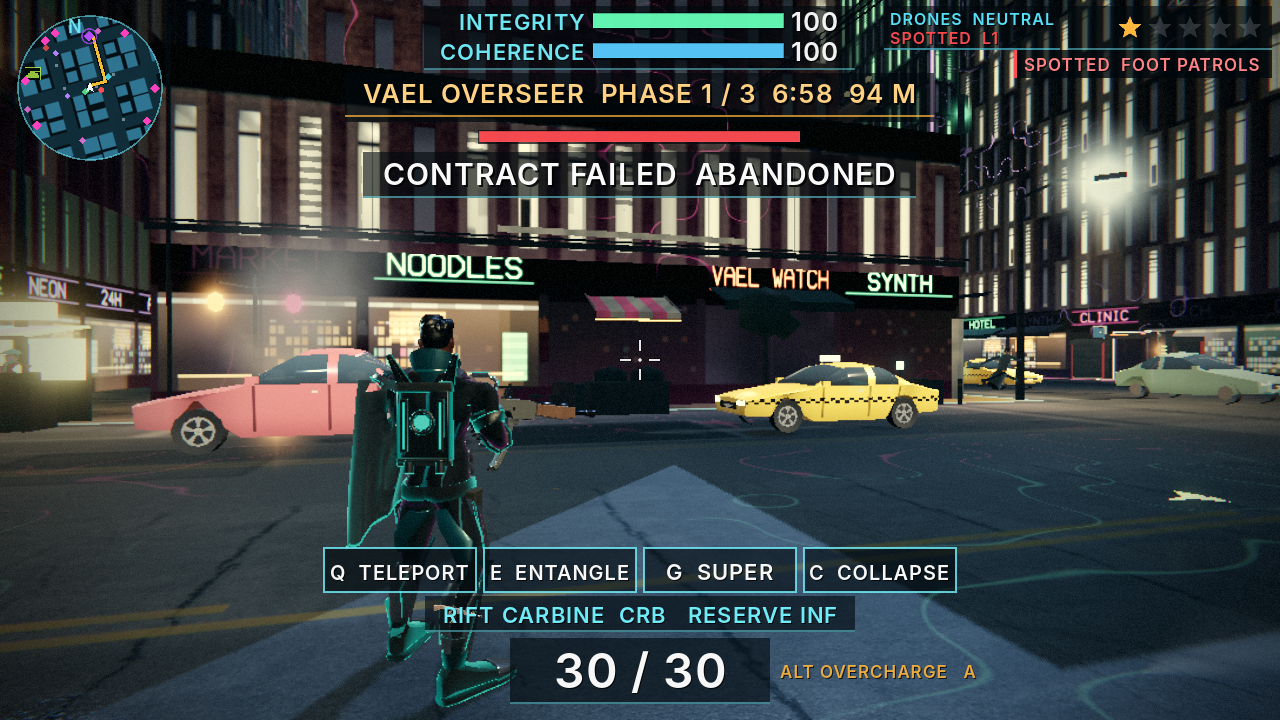 N
INTEGRITY 100
COHERENCE 100
DRONES NEUTRAL
SPOTTED L1
SPOTTED FOOT PATROLS
VAEL OVERSEER PHASE 1 / 3 6:58 94 M
CONTRACT FAILED ABANDONED
MARKE
NOODLES
VAEL WATCH
SYNTH
NEON
24H
HOTEL
CLINIC
Q TELEPORT
E ENTANGLE
G SUPER
C COLLAPSE
RIFT CARBINE CRB RESERVE INF
30 / 30
ALT OVERCHARGE A